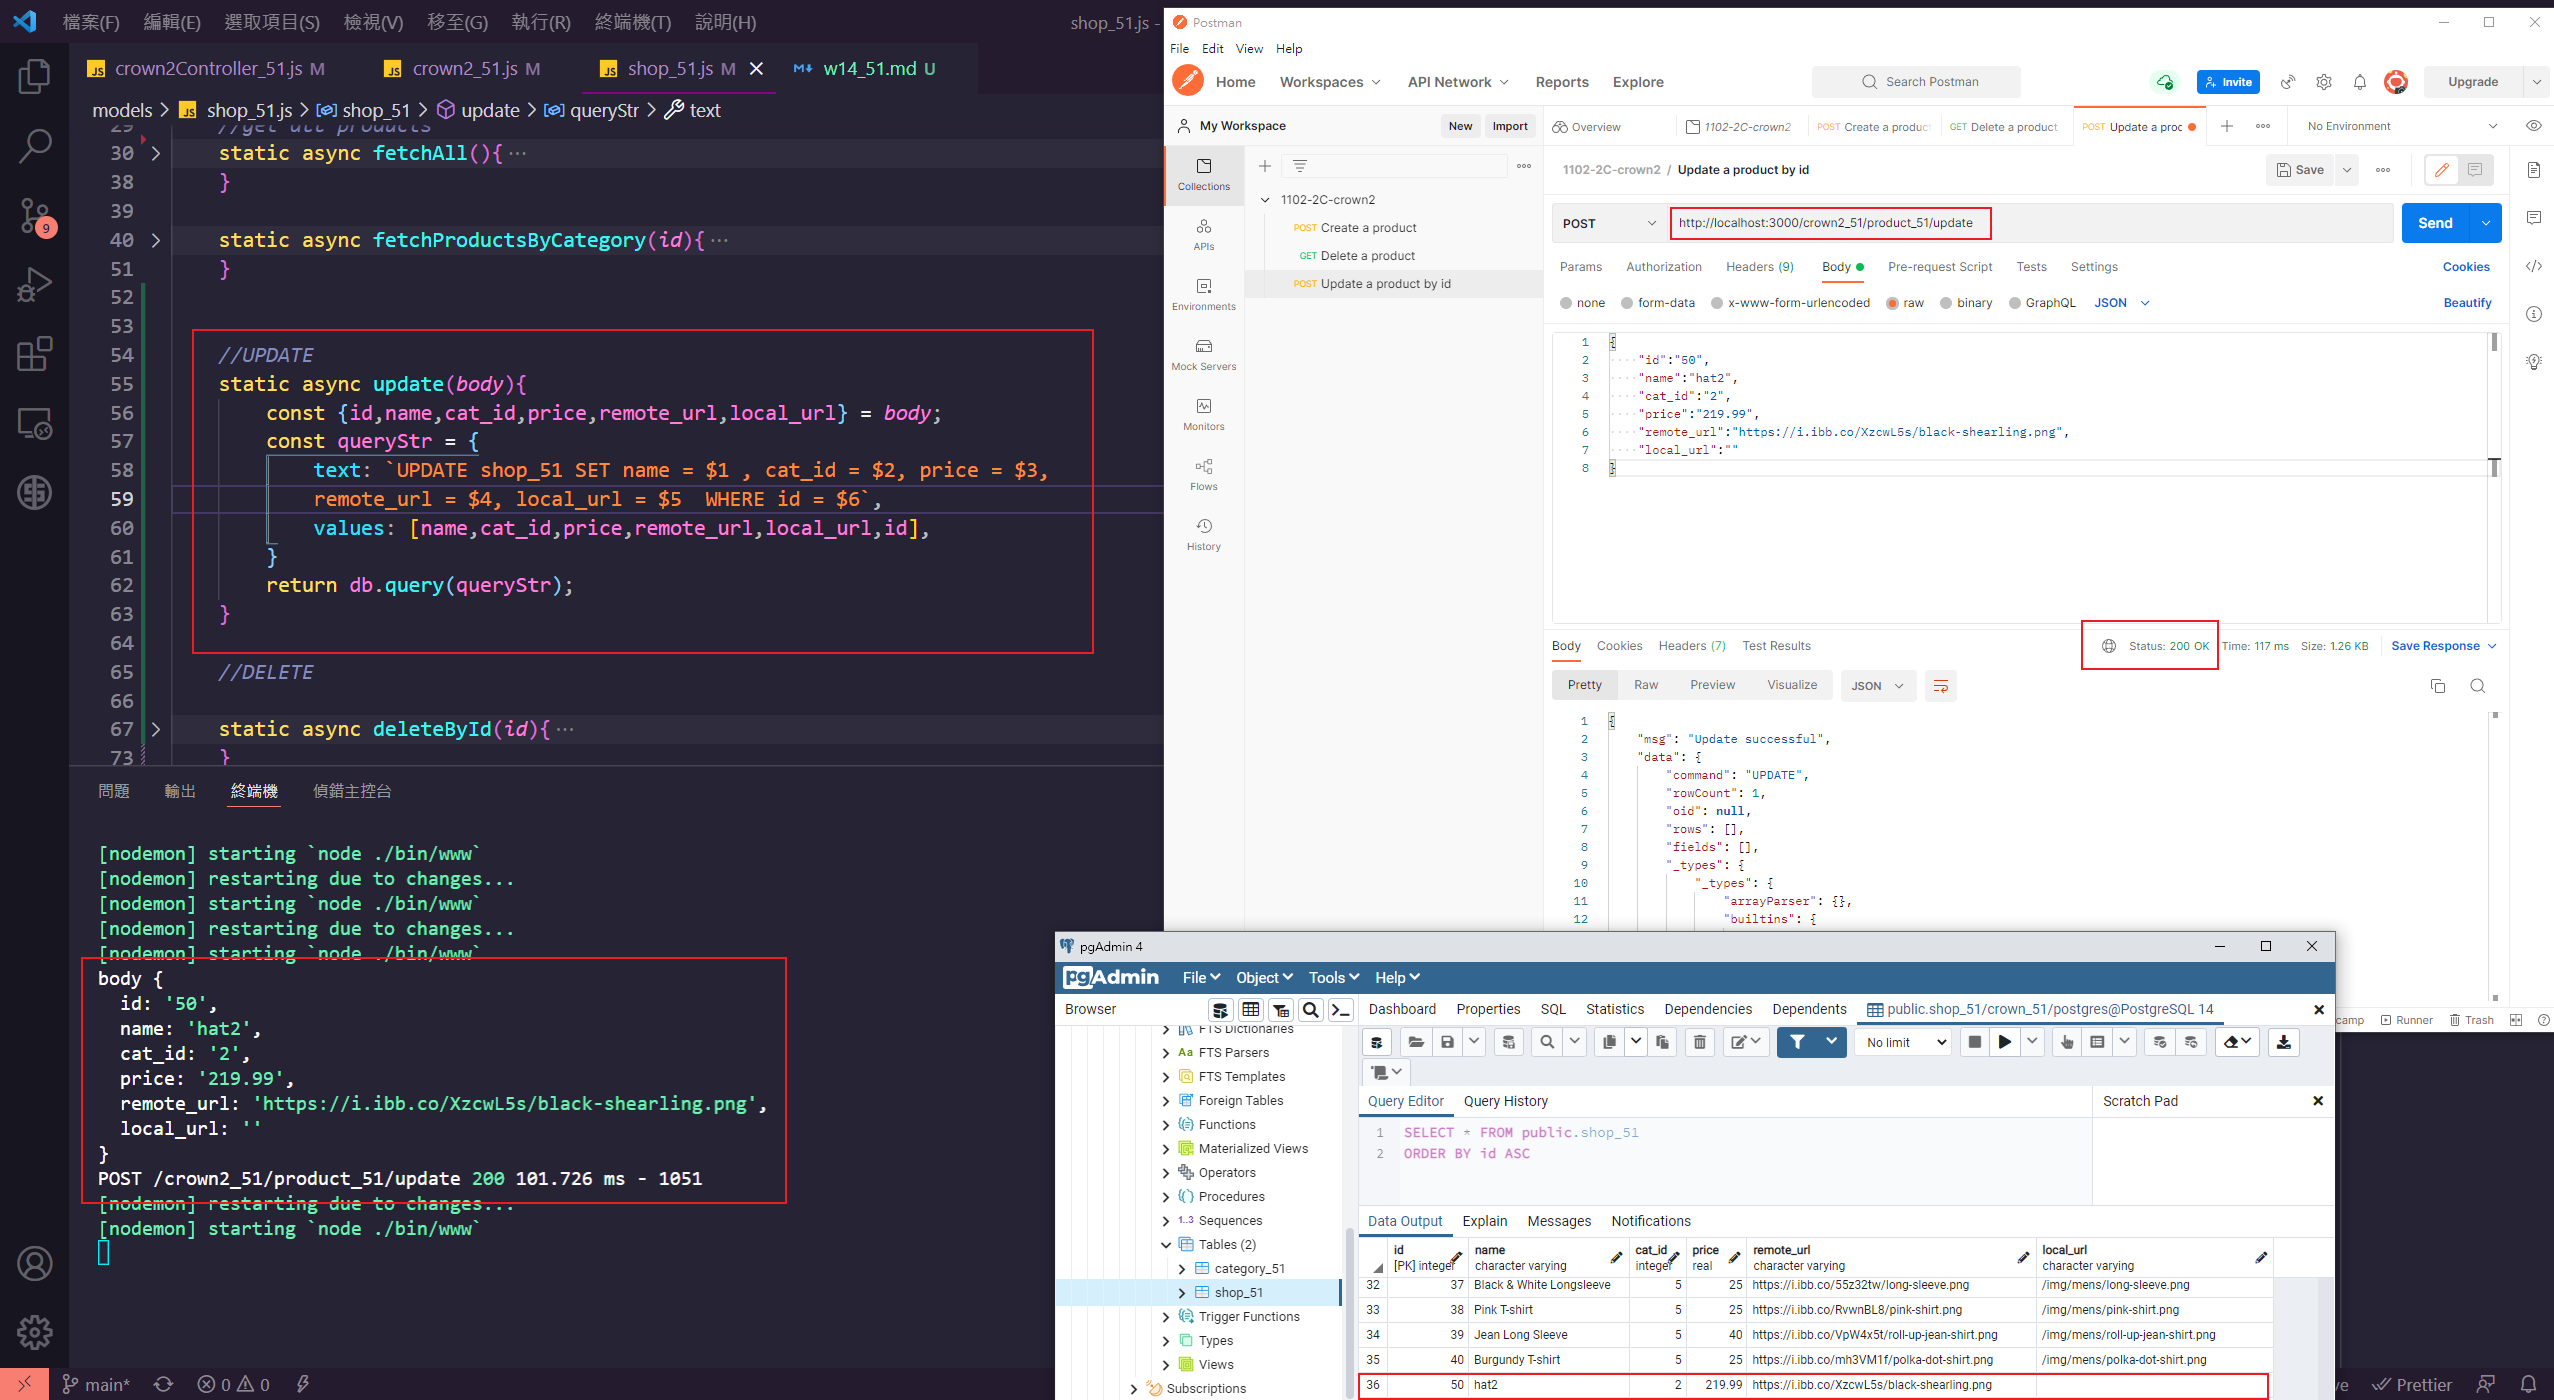 檔案(F) 編輯(E) 選取項目(S) 檢視(V) 移至(G) 執行(R) 終端機(T) 說明(H) shop_51.js -
JS crown2Controller_51.js M JS crown2_51.js M JS shop_51.js M w14_51.md U
models > JS shop_51.js > shop_51 > update > queryStr > text
29 //get all products
30 static async fetchAll(){ ···
38 }
39
40 static async fetchProductsByCategory(id){ ···
51 }
52
53
54 //UPDATE
55 static async update(body){
56 const {id,name,cat_id,price,remote_url,local_url} = body;
57 const queryStr = {
58 text: `UPDATE shop_51 SET name = $1 , cat_id = $2, price = $3,
59 remote_url = $4, local_url = $5  WHERE id = $6`,
60 values: [name,cat_id,price,remote_url,local_url,id],
61 }
62 return db.query(queryStr);
63 }
64
65 //DELETE
66
67 static async deleteById(id){ ···
73 }
9
問題 輸出 終端機 偵錯主控台
[nodemon] starting `node ./bin/www`
[nodemon] restarting due to changes...
[nodemon] starting `node ./bin/www`
[nodemon] restarting due to changes...
[nodemon] starting `node ./bin/www`
body {
id: '50',
name: 'hat2',
cat_id: '2',
price: '219.99',
remote_url: 'https://i.ibb.co/XzcwL5s/black-shearling.png',
local_url: ''
}
POST /crown2_51/product_51/update 200 101.726 ms - 1051
[nodemon] restarting due to changes...
[nodemon] starting `node ./bin/www`
main* 0 0
Prettier
Postman
File Edit View Help
Home Workspaces API Network Reports Explore Search Postman Invite Upgrade
My Workspace New Import
Overview 1102-2C-crown2 POST Create a produc GET Delete a product POST Update a proc No Environment
Collections
APIs
Environments
Mock Servers
Monitors
Flows
History
1102-2C-crown2
POST Create a product
GET Delete a product
POST Update a product by id
1102-2C-crown2 / Update a product by id Save
POST http://localhost:3000/crown2_51/product_51/update Send
Params Authorization Headers (9) Body Pre-request Script Tests Settings Cookies
none form-data x-www-form-urlencoded raw binary GraphQL JSON Beautify
1 {
2 "id":"50",
3 "name":"hat2",
4 "cat_id":"2",
5 "price":"219.99",
6 "remote_url":"https://i.ibb.co/XzcwL5s/black-shearling.png",
7 "local_url":""
8 }
Body Cookies Headers (7) Test Results Status: 200 OK Time: 117 ms Size: 1.26 KB Save Response
Pretty Raw Preview Visualize JSON
1 {
2 "msg": "Update successful",
3 "data": {
4 "command": "UPDATE",
5 "rowCount": 1,
6 "oid": null,
7 "rows": [],
8 "fields": [],
9 "_types": {
10 "_types": {
11 "arrayParser": {},
12 "builtins": {
camp Runner Trash
pgAdmin 4
pgAdmin File Object Tools Help
Browser Dashboard Properties SQL Statistics Dependencies Dependents public.shop_51/crown_51/postgres@PostgreSQL 14
FTS Dictionaries
FTS Parsers
FTS Templates
Foreign Tables
Functions
Materialized Views
Operators
Procedures
1..3 Sequences
Tables (2)
category_51
shop_51
Trigger Functions
Types
Views
Subscriptions
No limit
Query Editor Query History Scratch Pad
1 SELECT * FROM public.shop_51
2 ORDER BY id ASC
Data Output Explain Messages Notifications
id name cat_id price remote_url local_url
[PK] integer character varying integer real character varying character varying
32 37 Black & White Longsleeve 5 25 https://i.ibb.co/55z32tw/long-sleeve.png /img/mens/long-sleeve.png
33 38 Pink T-shirt 5 25 https://i.ibb.co/RvwnBL8/pink-shirt.png /img/mens/pink-shirt.png
34 39 Jean Long Sleeve 5 40 https://i.ibb.co/VpW4x5t/roll-up-jean-shirt.png /img/mens/roll-up-jean-shirt.png
35 40 Burgundy T-shirt 5 25 https://i.ibb.co/mh3VM1f/polka-dot-shirt.png /img/mens/polka-dot-shirt.png
36 50 hat2 2 219.99 https://i.ibb.co/XzcwL5s/black-shearling.png